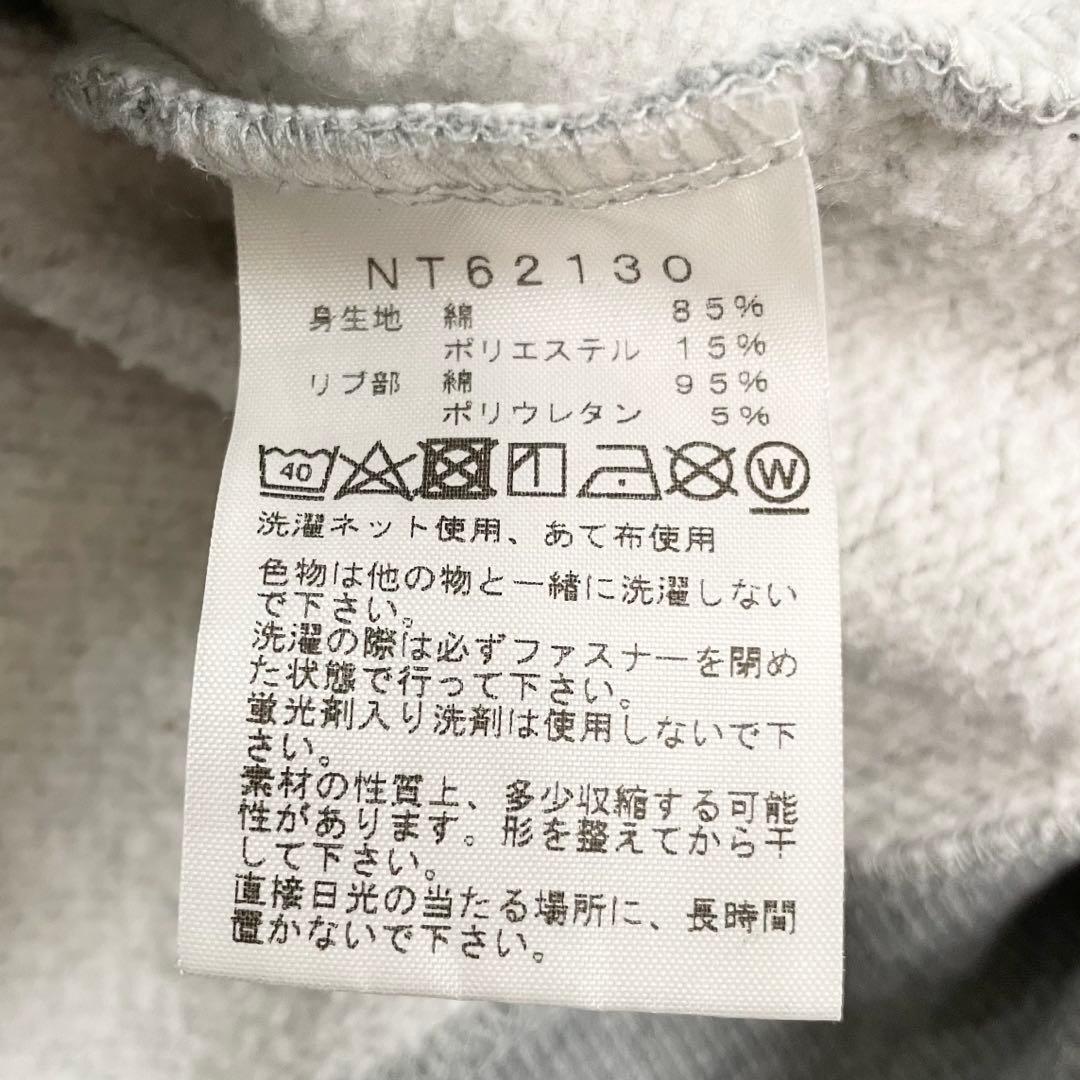 NT62130
身生地 綿 85%
ポリエステル 15%
リブ部 綿 95%
ポリウレタン 5%
40 W
洗濯ネット使用、あて布使用
色物は他の物と一緒に洗濯しない
で下さい。
洗濯の際は必ずファスナーを閉め
た状態で行って下さい。
蛍光剤入り洗剤は使用しないで下
さい。
素材の性質上、多少収縮する可能
性があります。形を整えてから干
して下さい。
直接日光の当たる場所に、長時間
置かないで下さい。